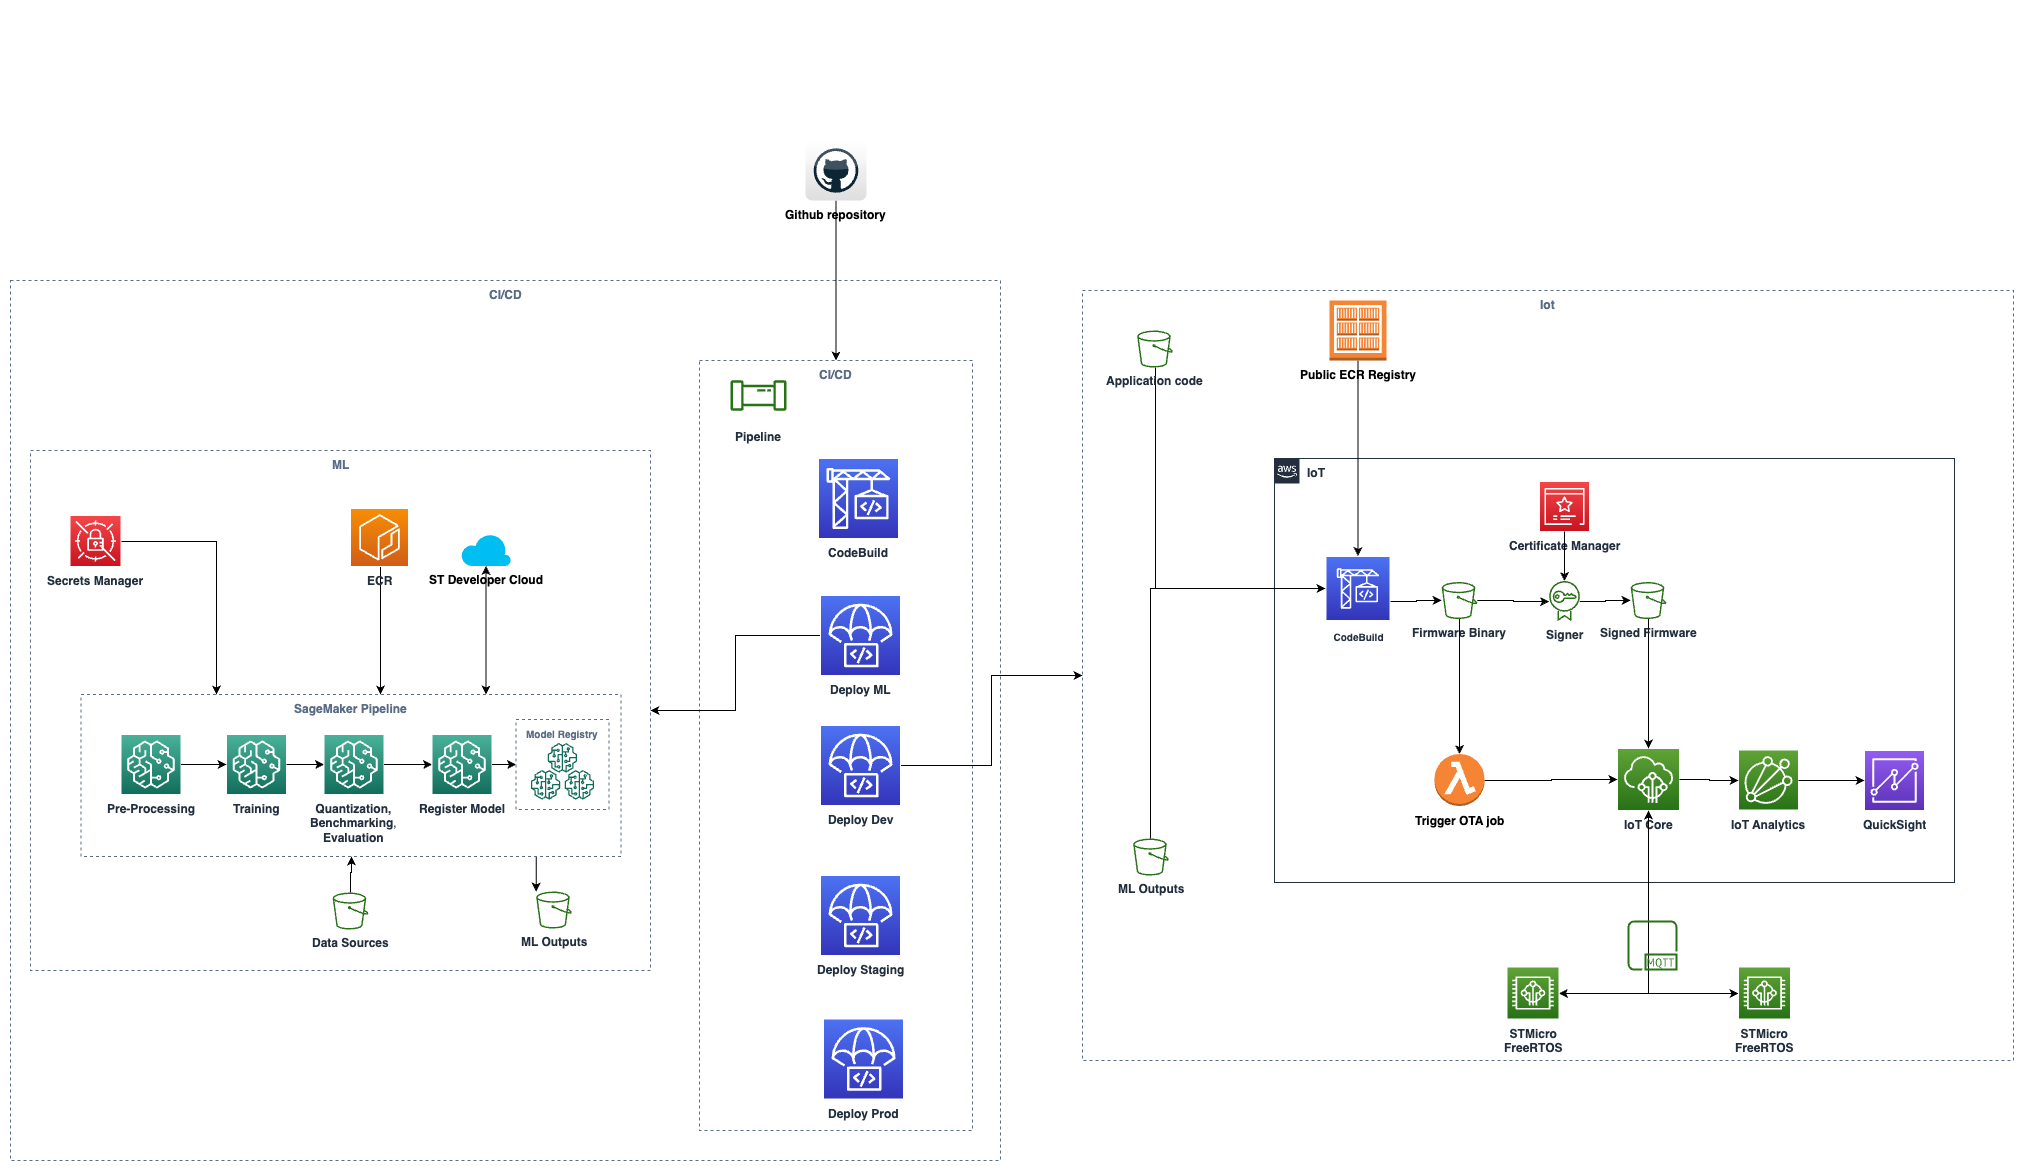 Github repository
CI/CD
CI/CD
Pipeline
CodeBuild
Deploy ML
Deploy Dev
Deploy Staging
Deploy Prod
ML
Secrets Manager
ECR
ST Developer Cloud
SageMaker Pipeline
Pre-Processing
Training
Quantization,
Benchmarking,
Evaluation
Register Model
Model Registry
Data Sources
ML Outputs
Iot
Application code
Public ECR Registry
aws
IoT
Certificate Manager
CodeBuild
Firmware Binary
Signer
Signed Firmware
Trigger OTA job
IoT Core
IoT Analytics
QuickSight
ML Outputs
MQTT
STMicro
FreeRTOS
STMicro
FreeRTOS